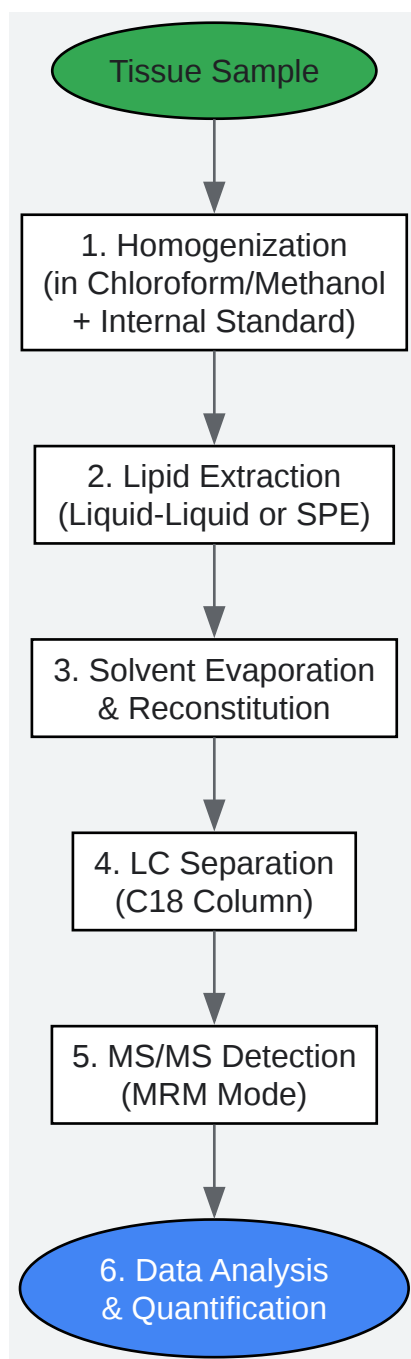 Tissue Sample
1. Homogenization
(in Chloroform/Methanol
+ Internal Standard)
2. Lipid Extraction
(Liquid-Liquid or SPE)
3. Solvent Evaporation
& Reconstitution
4. LC Separation
(C18 Column)
5. MS/MS Detection
(MRM Mode)
6. Data Analysis
& Quantification